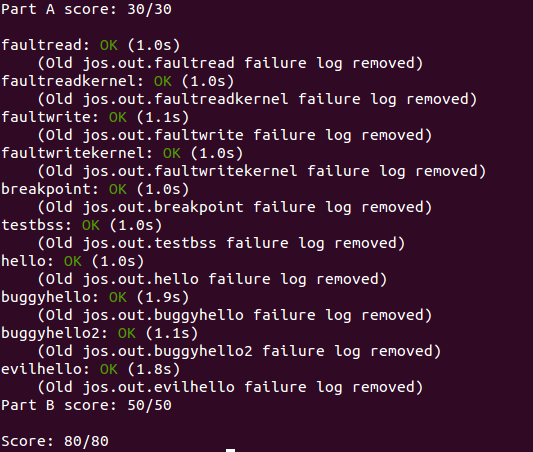 Part A score: 30/30

faultread: OK (1.0s)
    (Old jos.out.faultread failure log removed)
faultreadkernel: OK (1.0s)
    (Old jos.out.faultreadkernel failure log removed)
faultwrite: OK (1.1s)
    (Old jos.out.faultwrite failure log removed)
faultwritekernel: OK (1.0s)
    (Old jos.out.faultwritekernel failure log removed)
breakpoint: OK (1.0s)
    (Old jos.out.breakpoint failure log removed)
testbss: OK (1.0s)
    (Old jos.out.testbss failure log removed)
hello: OK (1.0s)
    (Old jos.out.hello failure log removed)
buggyhello: OK (1.9s)
    (Old jos.out.buggyhello failure log removed)
buggyhello2: OK (1.1s)
    (Old jos.out.buggyhello2 failure log removed)
evilhello: OK (1.8s)
    (Old jos.out.evilhello failure log removed)
Part B score: 50/50

Score: 80/80